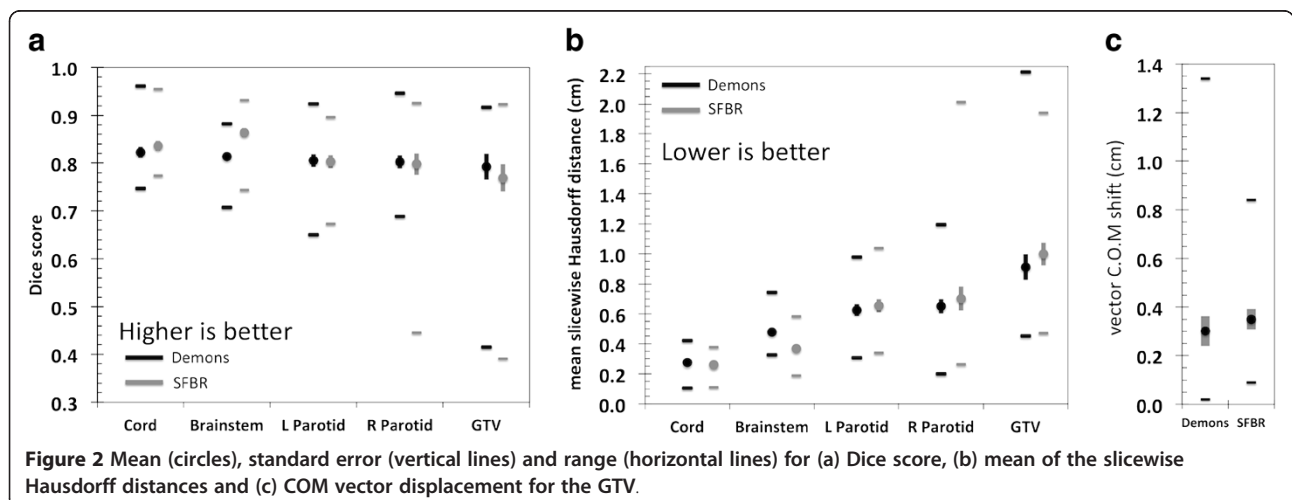 a
1.0
0.9
0.8
0.7
0.6
0.5
0.4
0.3
Dice score
Higher is better
Demons
SFBR
Cord Brainstem L Parotid R Parotid GTV
b
2.2
2.0
1.8
1.6
1.4
1.2
1.0
0.8
0.6
0.4
0.2
0.0
mean slicewise Hausdorff distance (cm)
Demons
SFBR
Lower is better
Cord Brainstem L Parotid R Parotid GTV
c
1.4
1.2
1.0
0.8
0.6
0.4
0.2
0.0
vector C.O.M shift (cm)
Demons SFBR
Figure 2 Mean (circles), standard error (vertical lines) and range (horizontal lines) for (a) Dice score, (b) mean of the slicewise
Hausdorff distances and (c) COM vector displacement for the GTV.